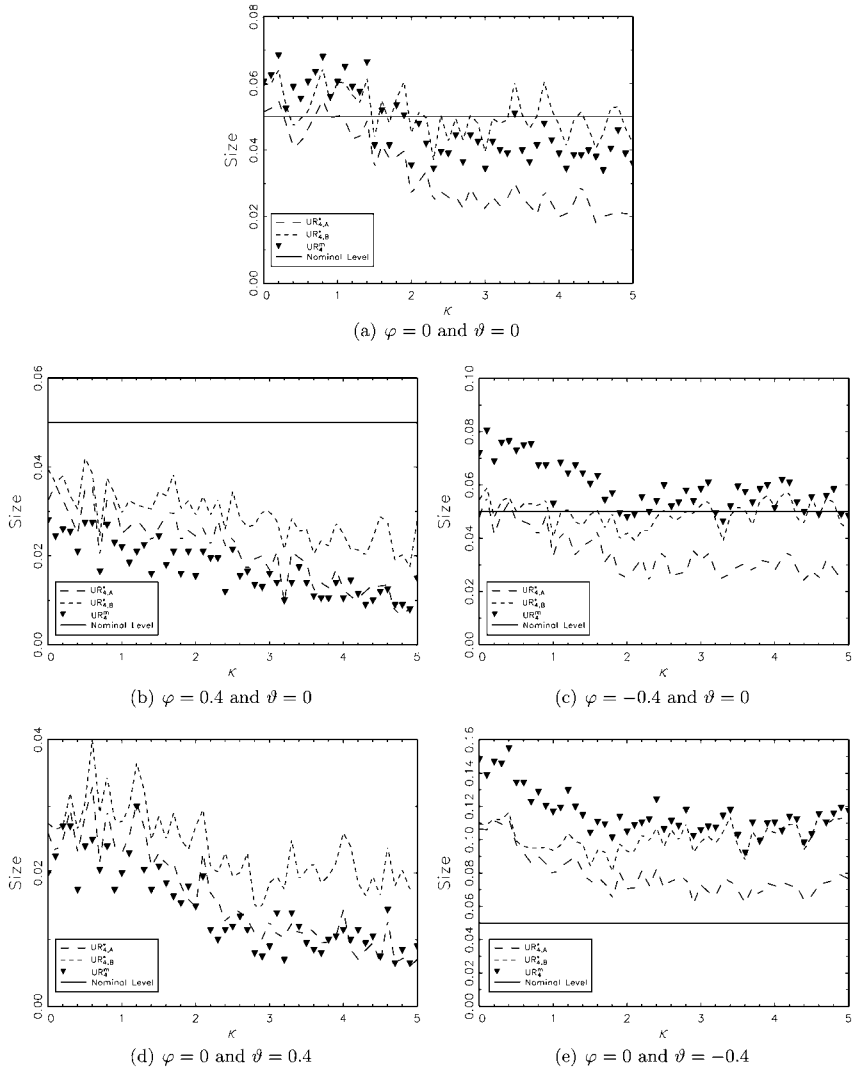 0.00 0.02 0.04 0.06 0.08
Size
UR*4,A
UR*4,B
URm4
Nominal Level
0 1 2 3 4 5
κ
(a) φ = 0 and ϑ = 0
0.00 0.02 0.04 0.06
Size
UR*4,A
UR*4,B
URm4
Nominal Level
0 1 2 3 4 5
κ
(b) φ = 0.4 and ϑ = 0
0.00 0.02 0.04 0.06 0.08 0.10
Size
UR*4,A
UR*4,B
URm4
Nominal Level
0 1 2 3 4 5
κ
(c) φ = −0.4 and ϑ = 0
0.00 0.02 0.04
Size
UR*4,A
UR*4,B
URm4
Nominal Level
0 1 2 3 4 5
κ
(d) φ = 0 and ϑ = 0.4
0.00 0.02 0.04 0.06 0.08 0.10 0.12 0.14 0.16
Size
UR*4,A
UR*4,B
URm4
Nominal Level
0 1 2 3 4 5
κ
(e) φ = 0 and ϑ = −0.4